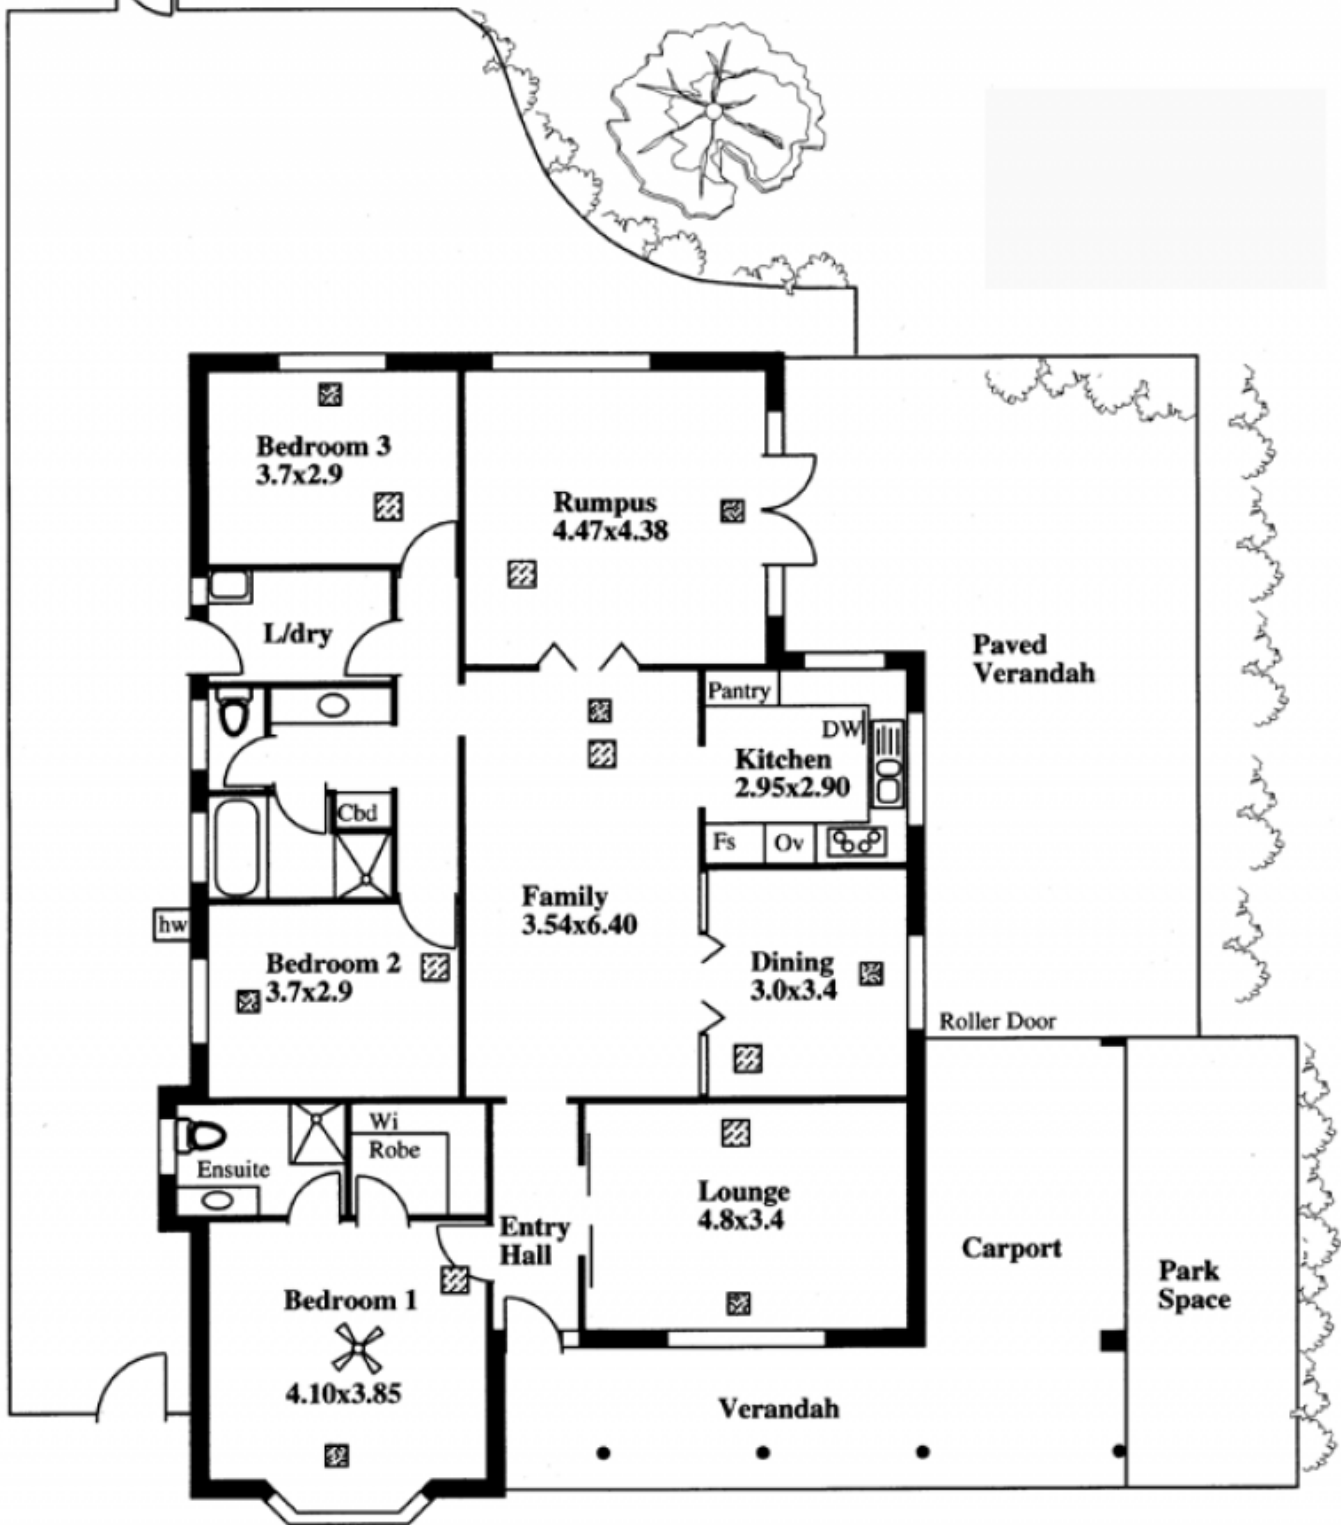 Bedroom 3
3.7x2.9
Rumpus
4.47x4.38
L/dry
Paved
Verandah
Pantry
DW
Kitchen
2.95x2.90
Cbd
Fs
Ov
Family
3.54x6.40
hw
Bedroom 2
3.7x2.9
Dining
3.0x3.4
Roller Door
Wi
Robe
Ensuite
Lounge
4.8x3.4
Entry
Hall
Carport
Park
Space
Bedroom 1
4.10x3.85
Verandah